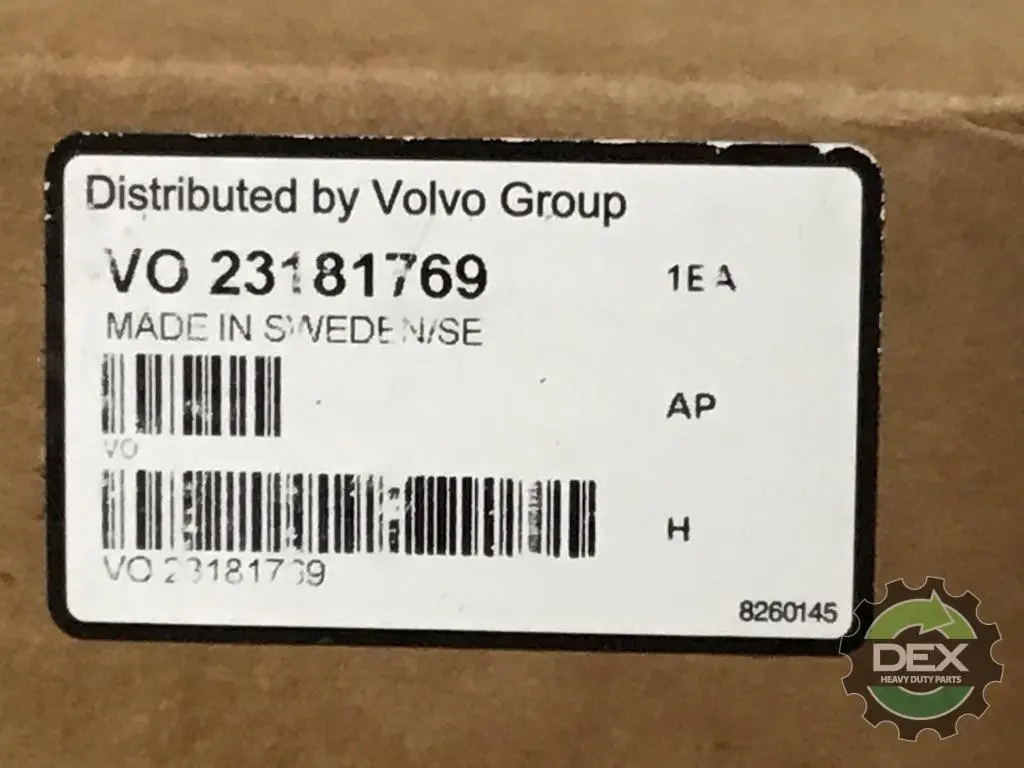 Distributed by Volvo Group
VO 23181769 1EA
MADE IN SWEDEN/SE
AP
VO
H
VO 23181769
8260145
DEX
HEAVY DUTY PARTS